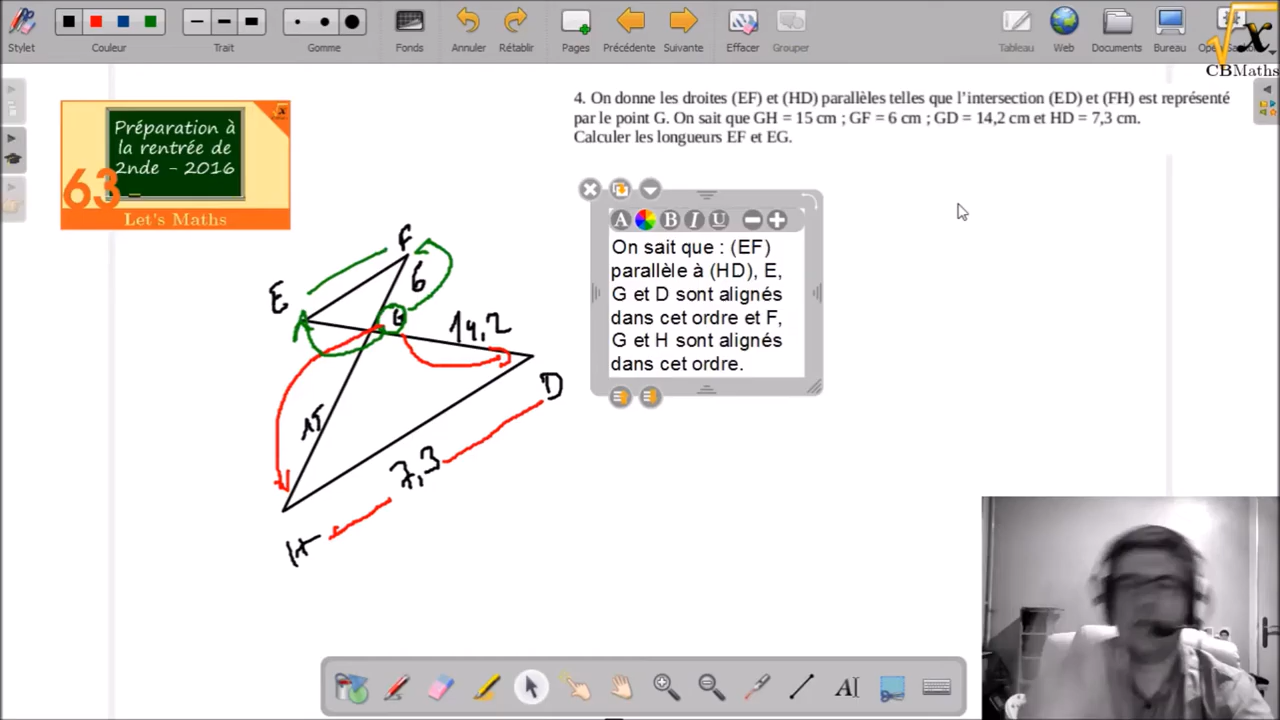 Stylet Couleur Trait Gomme Fonds Annuler Rétablir Pages Précédente Suivante Effacer Grouper Tableau Web Documents Bureau
CBMaths
4. On donne les droites (EF) et (HD) parallèles telles que l'intersection (ED) et (FH) est représenté
par le point G. On sait que GH = 15 cm ; GF = 6 cm ; GD = 14,2 cm et HD = 7,3 cm.
Calculer les longueurs EF et EG.
Préparation à
la rentrée de
2nde - 2016
63 –
Let's Maths
A B I U
On sait que : (EF)
parallèle à (HD), E,
G et D sont alignés
dans cet ordre et F,
G et H sont alignés
dans cet ordre.
F
6
E
G
14,2
D
15
7,3
H
AI